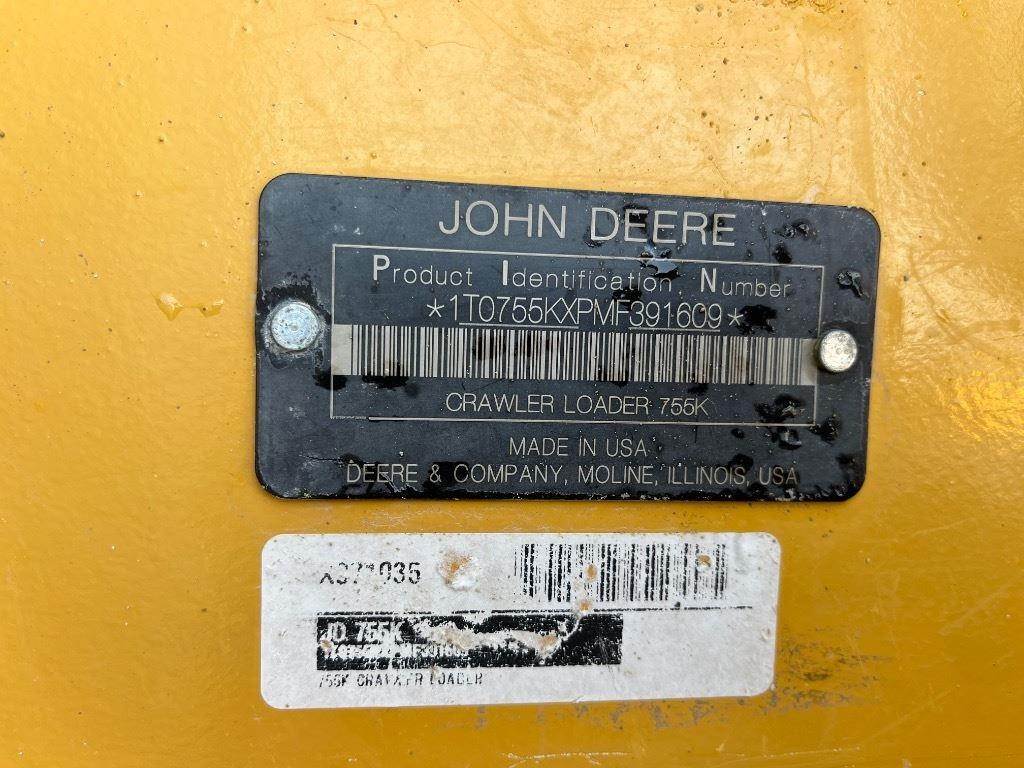 JOHN DEERE
Product Identification Number
*1T0755KXPMF391609*
CRAWLER LOADER 755K
MADE IN USA
DEERE & COMPANY, MOLINE, ILLINOIS, USA
JD 755K
755K CRAWLER LOADER